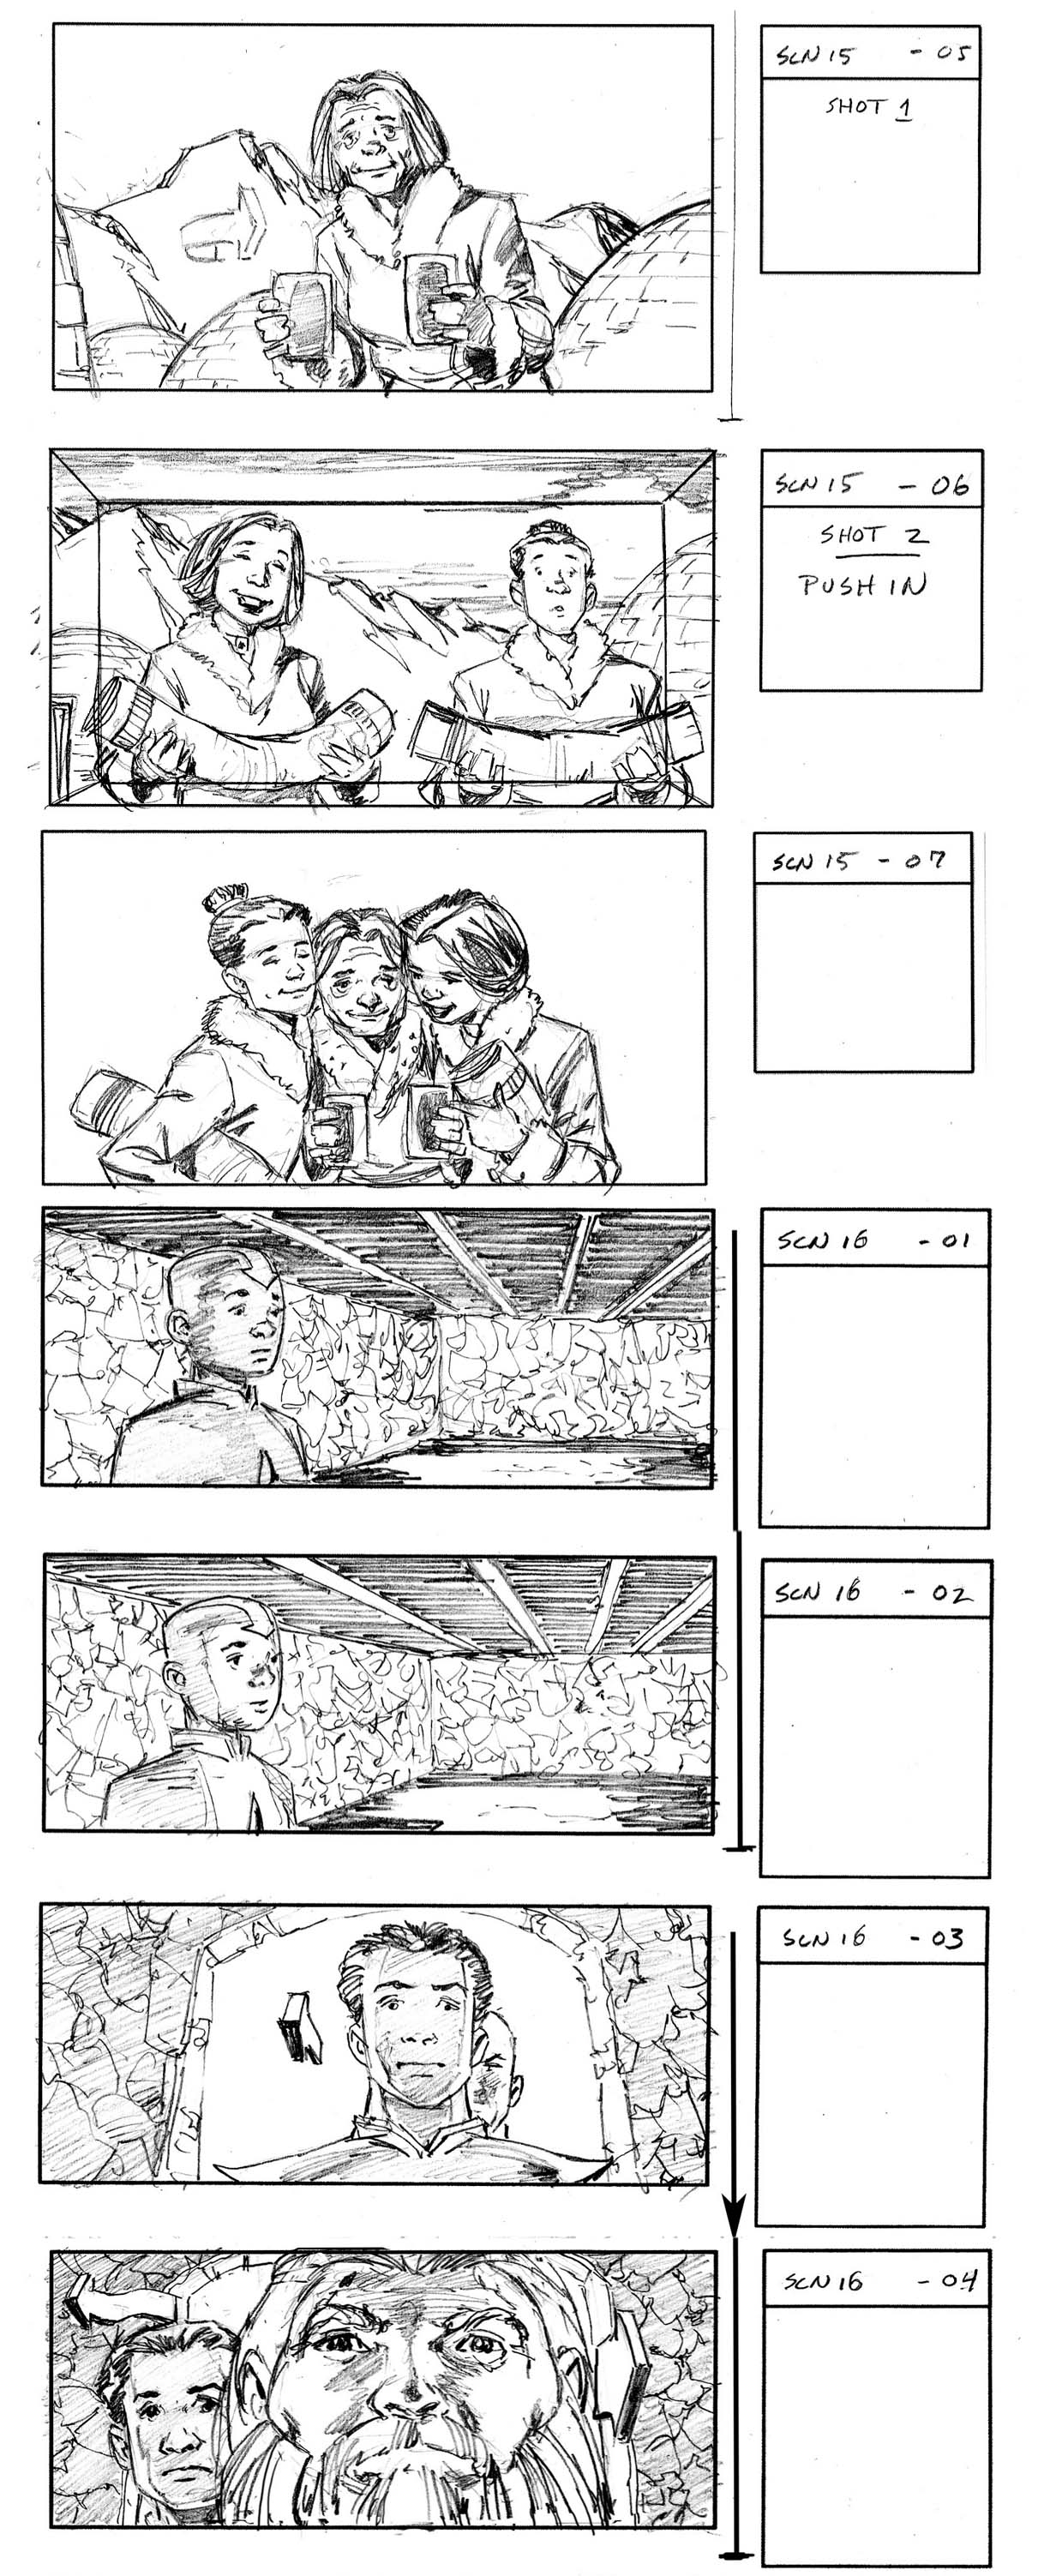 SCN 15 - 05
SHOT 1
SCN 15 - 06
SHOT 2
PUSH IN
SCN 15 - 07
SCN 16 - 01
SCN 16 - 02
SCN 16 - 03
SCN 16 - 04